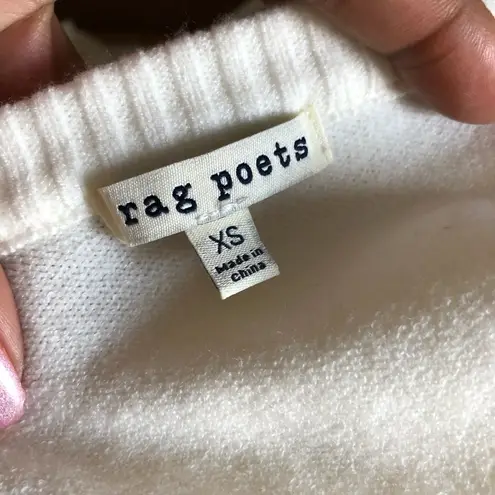 rag poets
XS
Made in
China